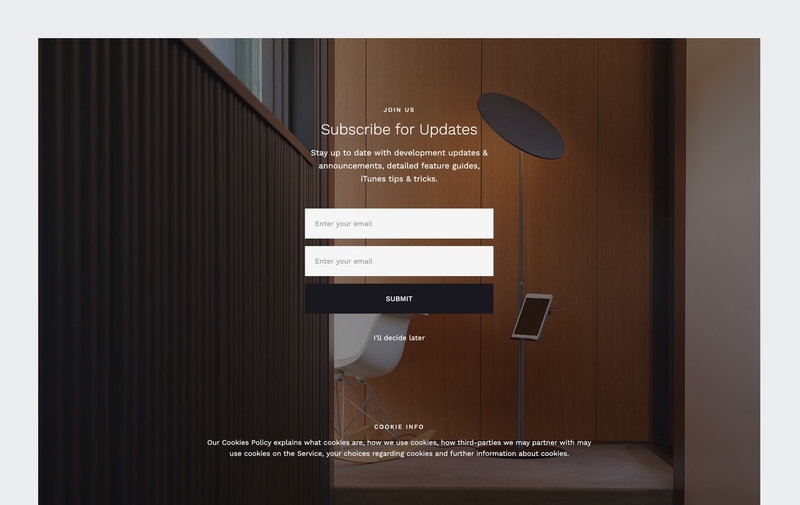 JOIN US
Subscribe for Updates
Stay up to date with development updates &
announcements, detailed feature guides,
iTunes tips & tricks.
Enter your email
Enter your email
SUBMIT
I'll decide later
COOKIE INFO
Our Cookies Policy explains what cookies are, how we use cookies, how third-parties we may partner with may
use cookies on the Service, your choices regarding cookies and further information about cookies.